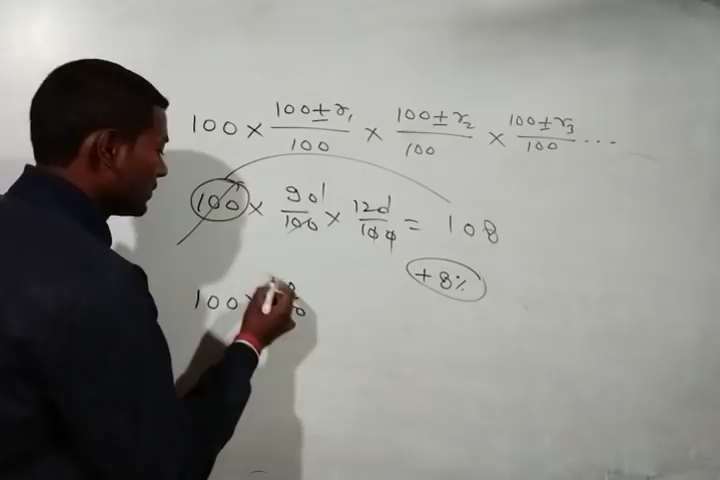 100 × (100 ± r₁)/100 × (100 ± r₂)/100 × (100 ± r₃)/100 ...
100 × 90/100 × 120/100 = 108
+8%
100 ×